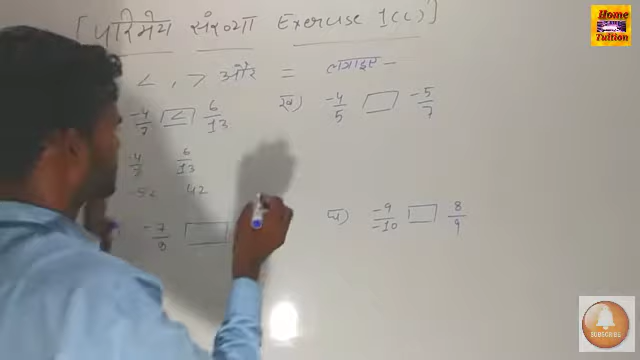 [परिमेय संख्या Exercise 1(c)]
< , > और = लगाइए -
-4/7 [<] 6/13 ख) -4/5 [ ] -5/7
-4/7 6/13
-52 42
-7/8 [ ] घ) -9/-10 [ ] 8/9
Home
Tuition
SUBSCRIBE